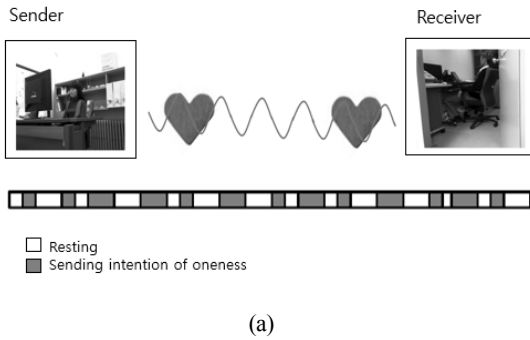 Sender
Receiver
Resting
Sending intention of oneness
(a)